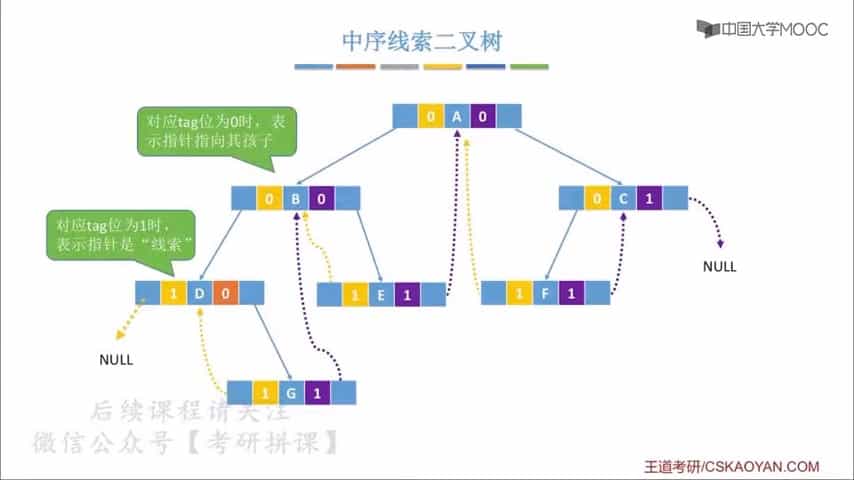 中国大学MOOC
中序线索二叉树
对应tag位为0时，表
示指针指向其孩子
0 A 0
0 B 0
0 C 1
对应tag位为1时，
表示指针是“线索”
NULL
1 D 0
1 E 1
1 F 1
NULL
1 G 1
后续课程请关注
微信公众号【考研拼课】
王道考研/CSKAOYAN.COM